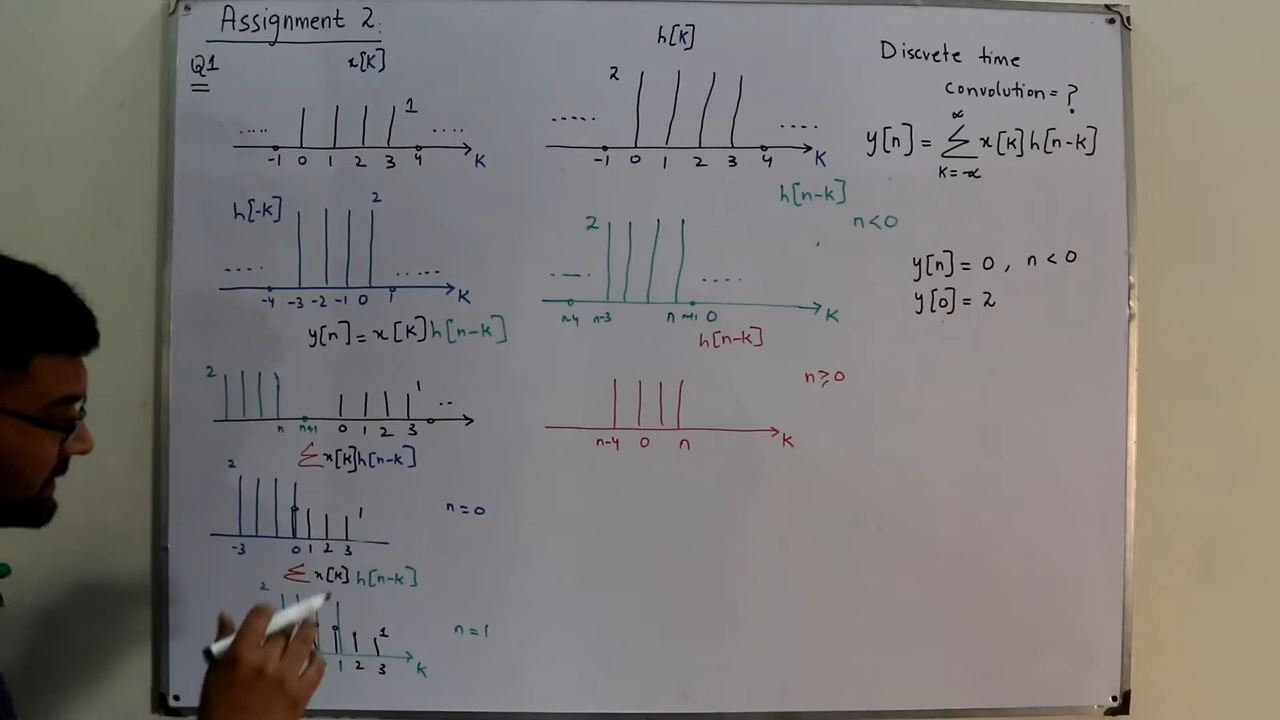 Assignment 2.
Q1
x[K]
1
-1 0 1 2 3 4 K
h[K]
2
-1 0 1 2 3 4 K
Discrete time
convolution = ?
y[n] = ∑ x[K] h[n-K]
∞
K = -∞
h[-K]
2
-4 -3 -2 -1 0 1 K
h[n-K]
n<0
2
n-4 n-3 n n+1 0 K
y[n] = 0, n < 0
y[0] = 2
y[n] = x[K] h[n-K]
2
1
n n+1 0 1 2 3
h[n-K]
n ≥ 0
n-4 0 n K
∑ x[K] h[n-K]
2
1
n = 0
-3 0 1 2 3
∑ x[K] h[n-K]
2
1
n = 1
1 2 3 K